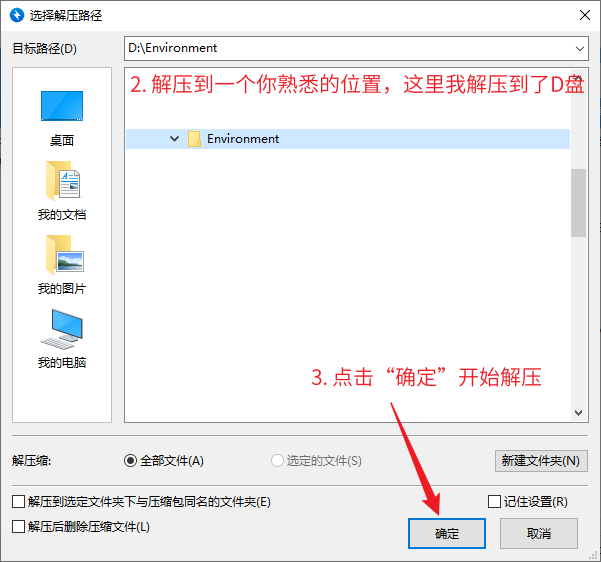 选择解压路径
目标路径(D)
D:\Environment
2. 解压到一个你熟悉的位置，这里我解压到了D盘
桌面
Environment
我的文档
我的图片
我的电脑
3. 点击“确定”开始解压
解压缩:
全部文件(A)
选定的文件(S)
新建文件夹(N)
解压到选定文件夹下与压缩包同名的文件夹(E)
记住设置(R)
解压后删除压缩文件(L)
确定
取消